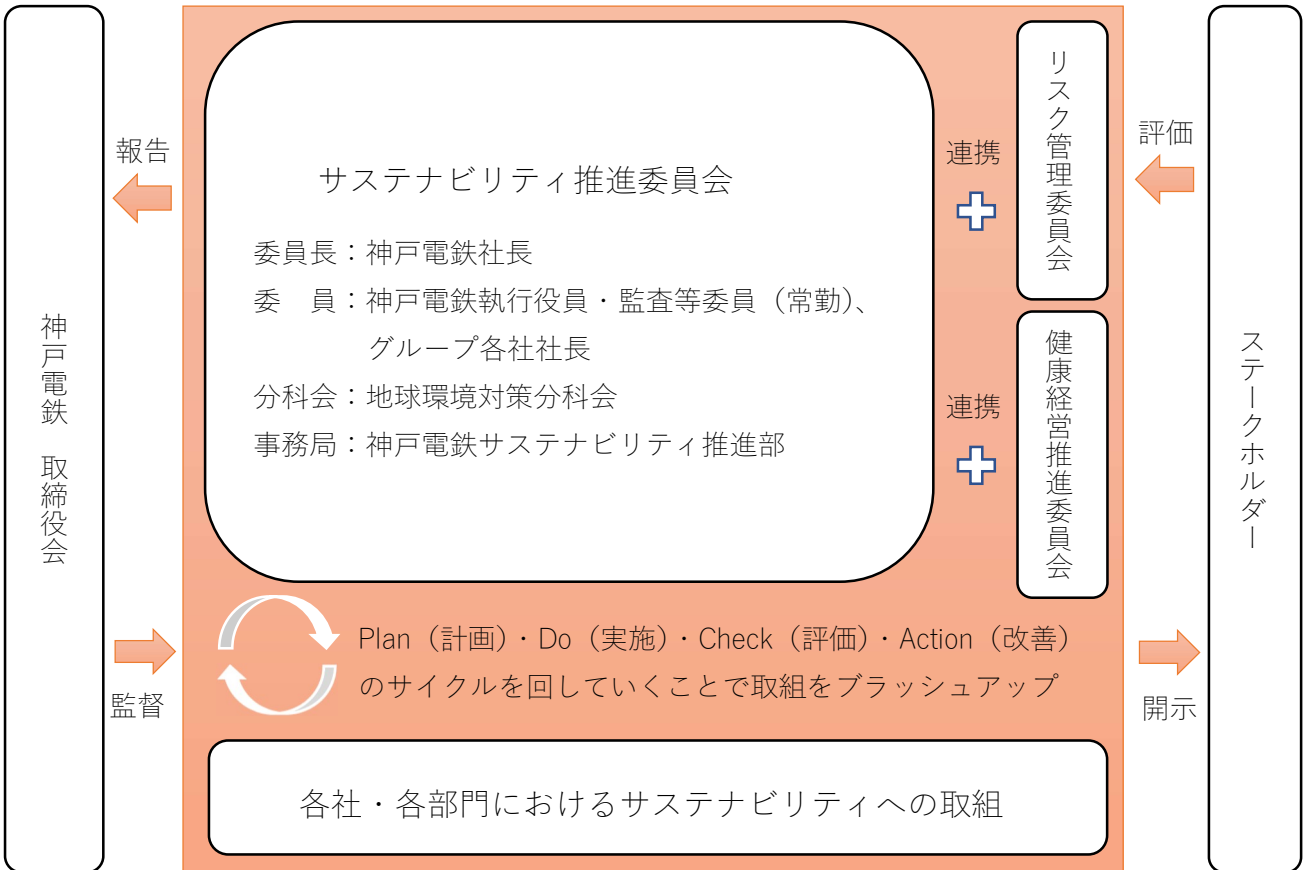 神戸電鉄　取締役会
報告
監督
サステナビリティ推進委員会
委員長：神戸電鉄社長
委　員：神戸電鉄執行役員・監査等委員（常勤）、
グループ各社社長
分科会：地球環境対策分科会
事務局：神戸電鉄サステナビリティ推進部
連携
リスク管理委員会
連携
健康経営推進委員会
Plan（計画）・Do（実施）・Check（評価）・Action（改善）
のサイクルを回していくことで取組をブラッシュアップ
各社・各部門におけるサステナビリティへの取組
評価
開示
ステークホルダー